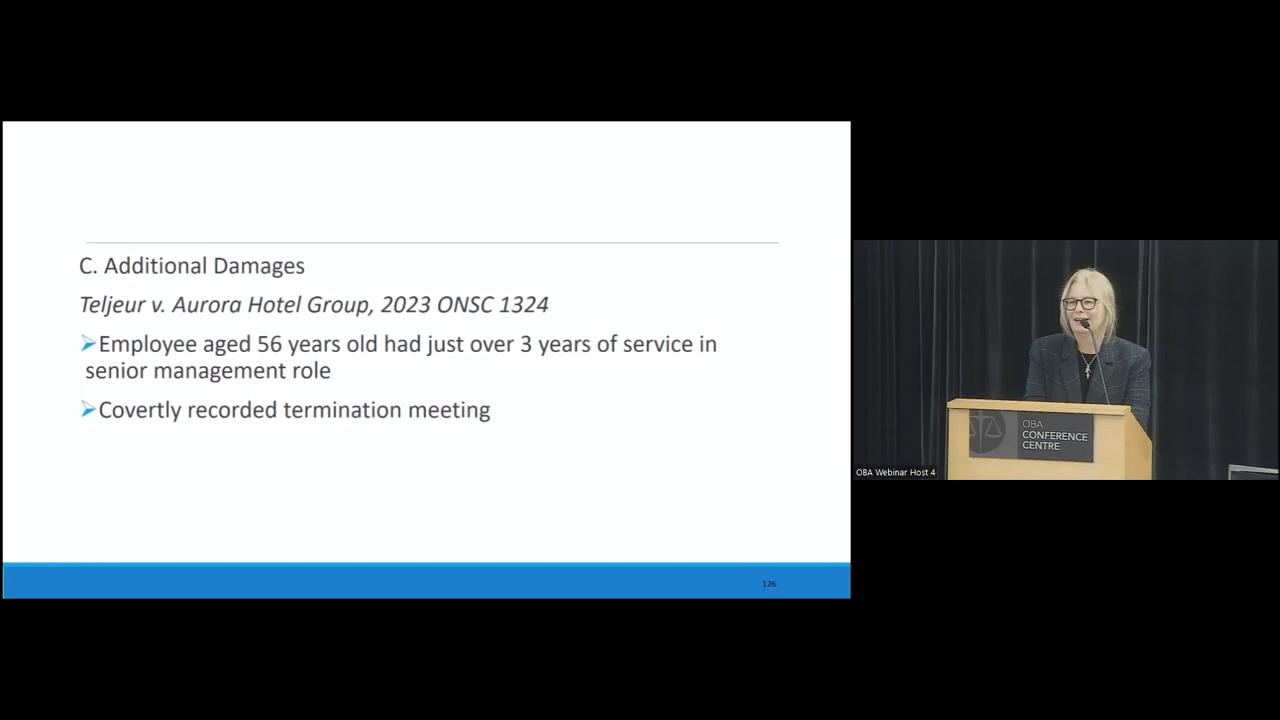 C. Additional Damages
Teljeur v. Aurora Hotel Group, 2023 ONSC 1324
➢Employee aged 56 years old had just over 3 years of service in
senior management role
➢Covertly recorded termination meeting
126
OBA
CONFERENCE
CENTRE
OBA Webinar Host 4